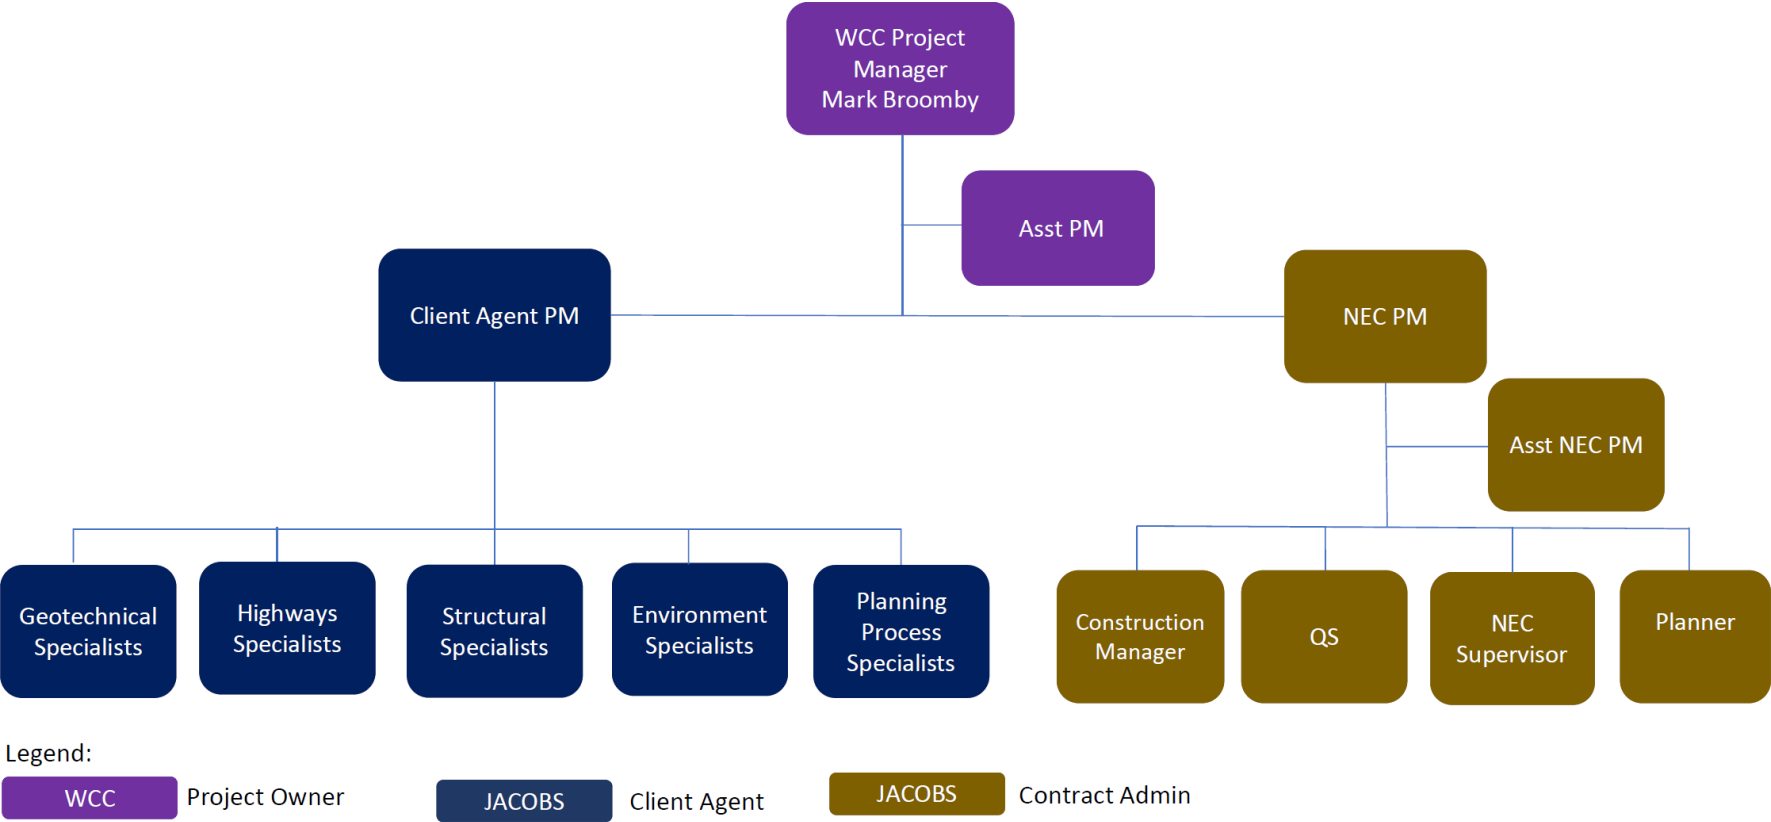 WCC Project
Manager
Mark Broomby
Asst PM
Client Agent PM
NEC PM
Asst NEC PM
Geotechnical
Specialists
Highways
Specialists
Structural
Specialists
Environment
Specialists
Planning
Process
Specialists
Construction
Manager
QS
NEC
Supervisor
Planner
Legend:
WCC
Project Owner
JACOBS
Client Agent
JACOBS
Contract Admin